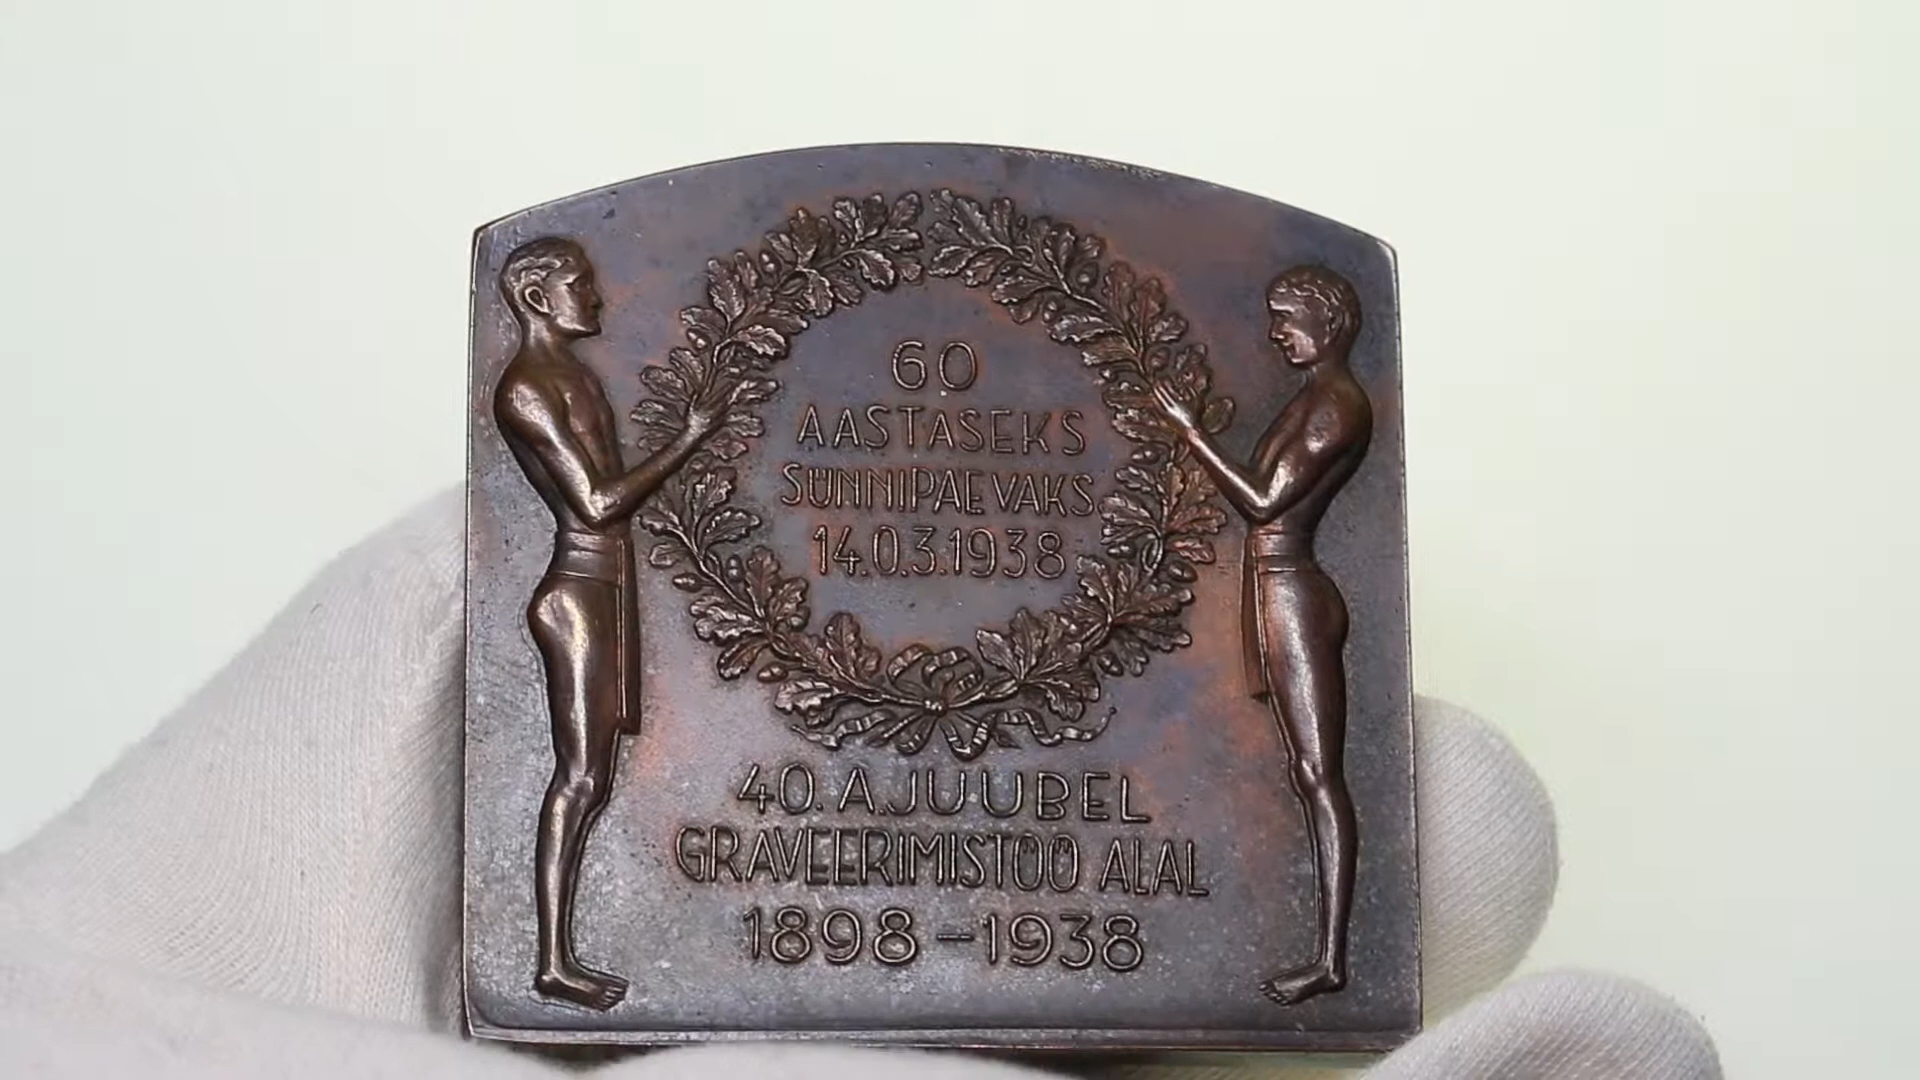 60
AASTASEKS
SÜNNIPAEVAKS
14.03.1938
40. A. JUUBEL
GRAVEERIMISTÖÖ ALAL
1898-1938